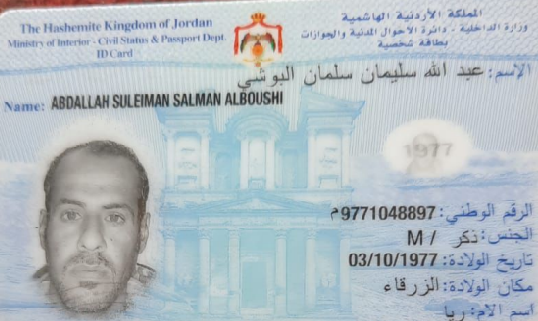 The Hashemite Kingdom of Jordan
Ministry of Interior - Civil Status & Passport Dept.
ID Card
المملكة الأردنية الهاشمية
وزارة الداخلية - دائرة الأحوال المدنية والجوازات
بطاقة شخصية
الإسم: عبد الله سليمان سلمان البوشي
Name: ABDALLAH SULEIMAN SALMAN ALBOUSHI
1977
الرقم الوطني: 9771048897
الجنس: ذكر / M
تاريخ الولادة: 03/10/1977
مكان الولادة: الزرقاء
اسم الام: ريا